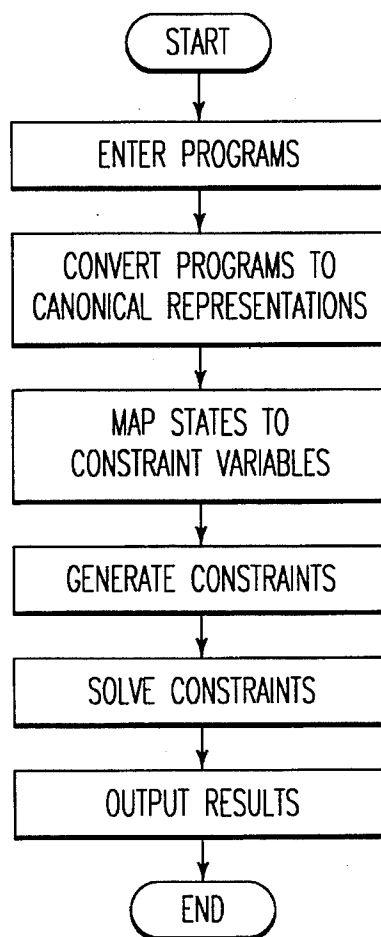 START
ENTER PROGRAMS
CONVERT PROGRAMS TO
CANONICAL REPRESENTATIONS
MAP STATES TO
CONSTRAINT VARIABLES
GENERATE CONSTRAINTS
SOLVE CONSTRAINTS
OUTPUT RESULTS
END